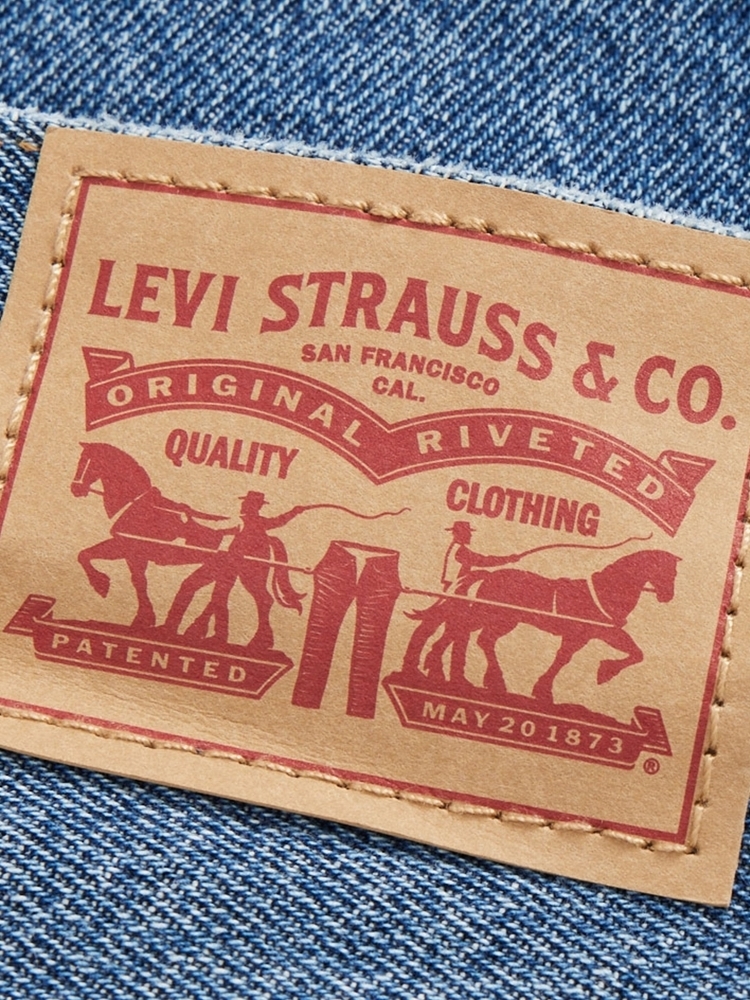 LEVI STRAUSS & CO.
SAN FRANCISCO
CAL.
ORIGINAL RIVETED
QUALITY
CLOTHING
PATENTED
MAY 20 1873
®